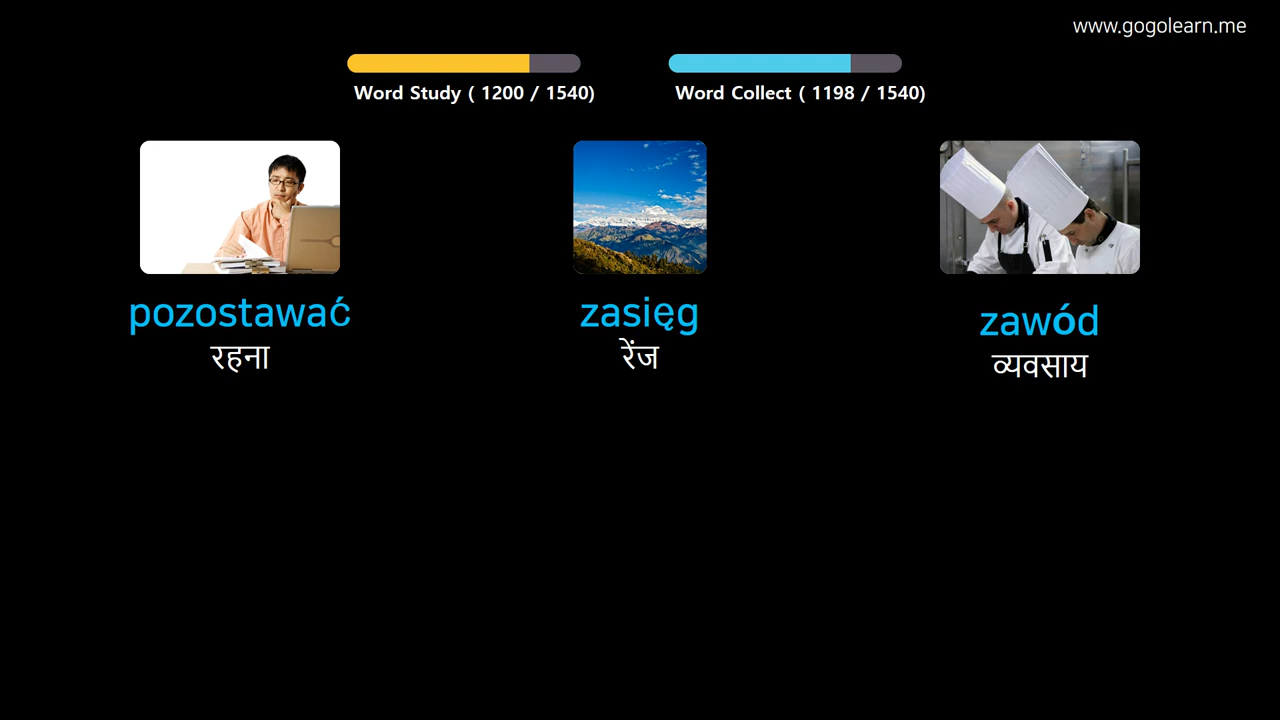 www.gogolearn.me
Word Study ( 1200 / 1540)
Word Collect ( 1198 / 1540)
pozostawać
रहना
zasięg
रेंज
zawód
व्यवसाय